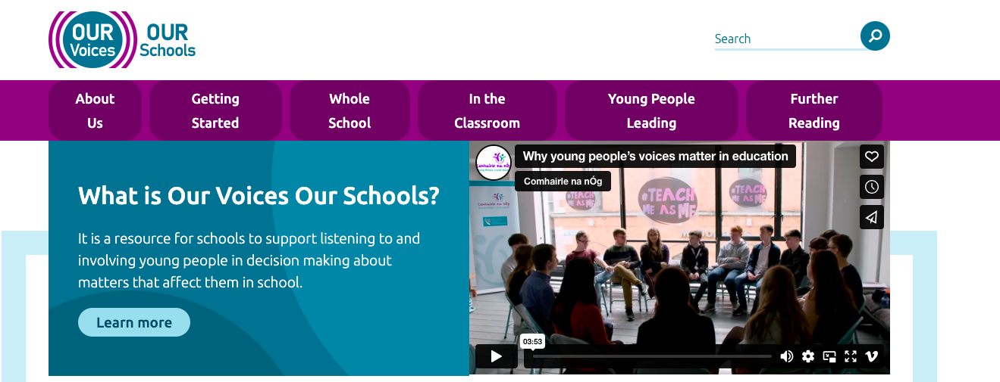 OUR
Voices
OUR
Schools
Search
About
Us
Getting
Started
Whole
School
In the
Classroom
Young People
Leading
Further
Reading
What is Our Voices Our Schools?
It is a resource for schools to support listening to and
involving young people in decision making about
matters that affect them in school.
Learn more
Why young people's voices matter in education
Comhairle na nÓg
Comhairle na nÓg
#TEACH
ME AS ME
#TEACH
ME AS ME
03:53